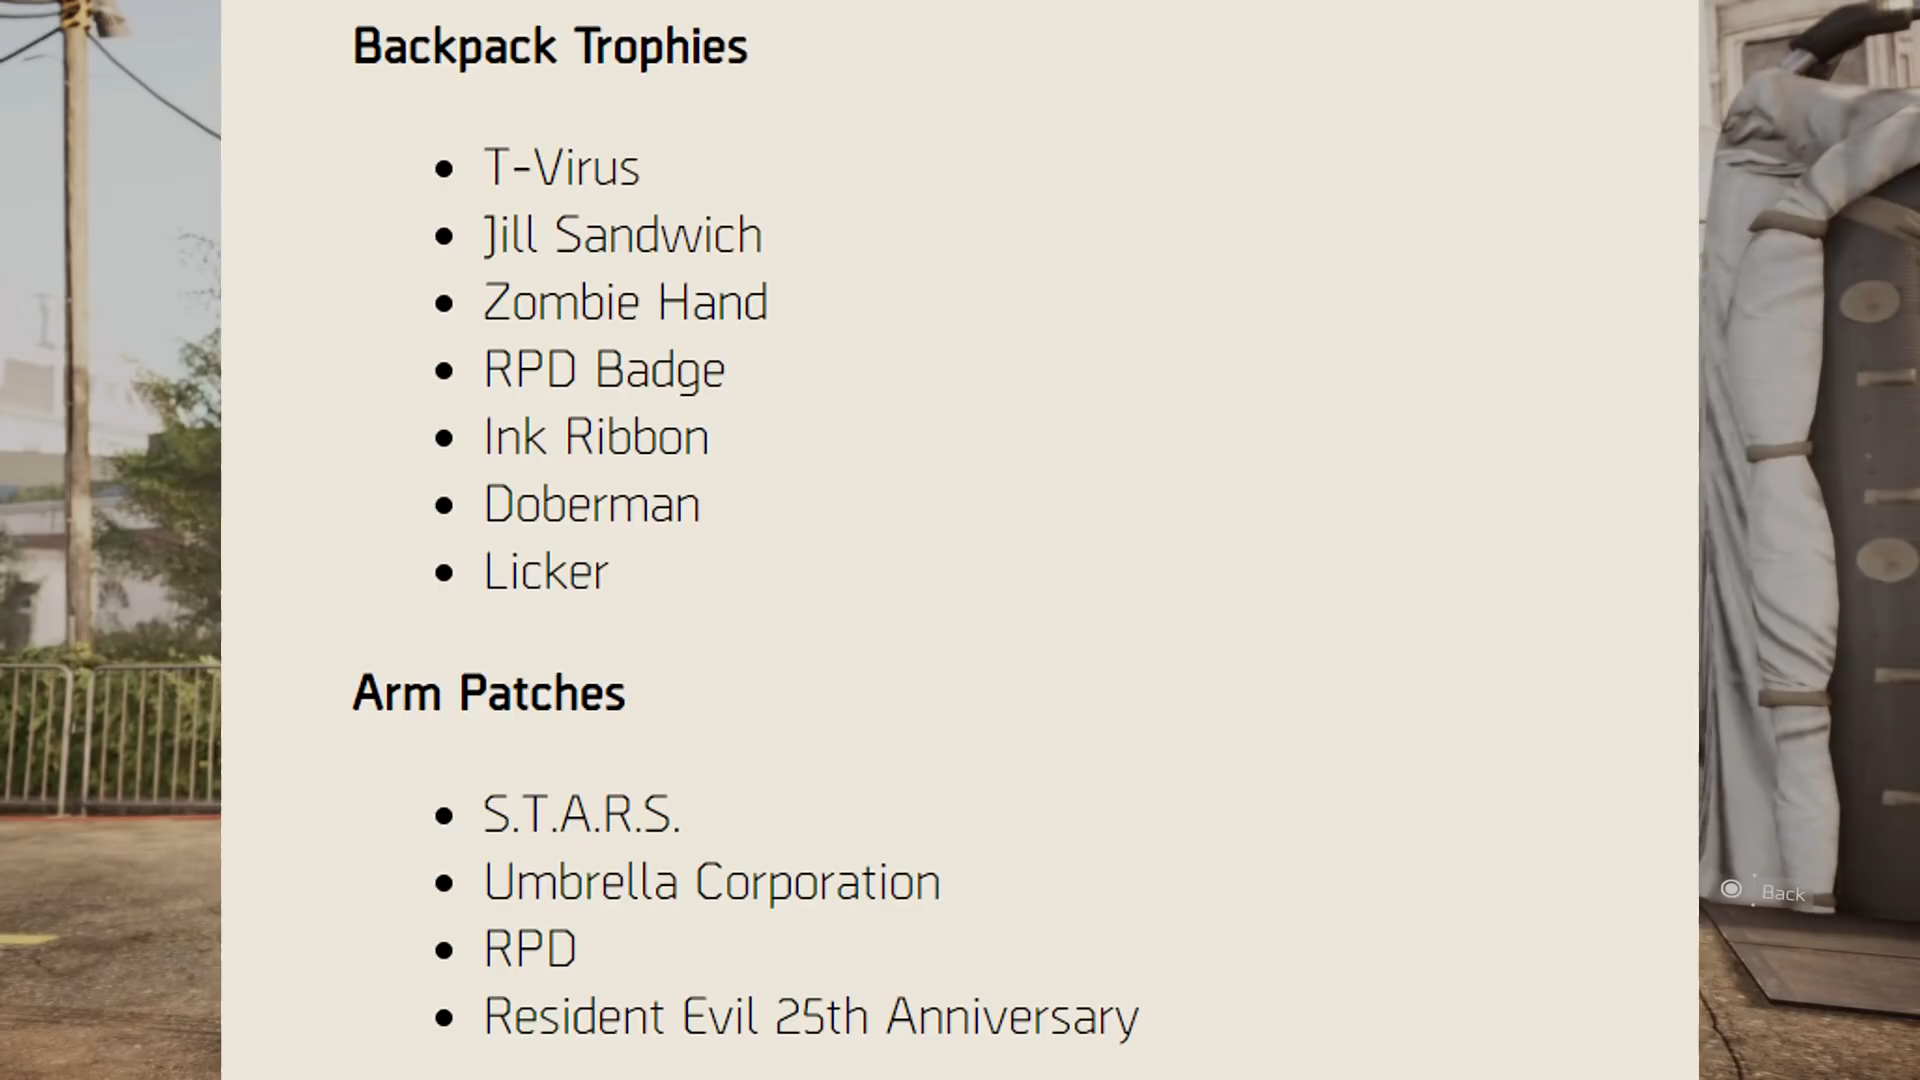 Backpack Trophies
T-Virus
Jill Sandwich
Zombie Hand
RPD Badge
Ink Ribbon
Doberman
Licker
Arm Patches
S.T.A.R.S.
Umbrella Corporation
RPD
Resident Evil 25th Anniversary
Back